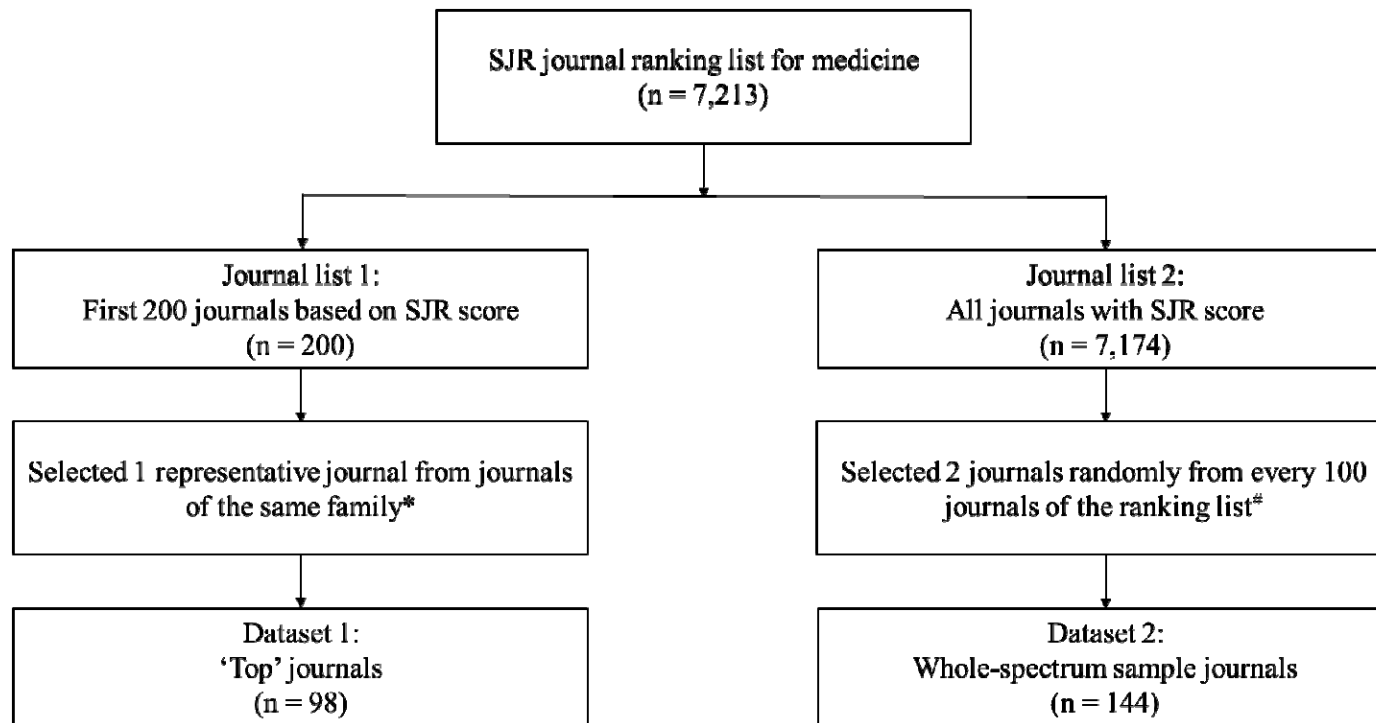 SJR journal ranking list for medicine
(n = 7,213)
Journal list 1:
First 200 journals based on SJR score
(n = 200)
Journal list 2:
All journals with SJR score
(n = 7,174)
Selected 1 representative journal from journals
of the same family*
Selected 2 journals randomly from every 100
journals of the ranking list#
Dataset 1:
‘Top’ journals
(n = 98)
Dataset 2:
Whole-spectrum sample journals
(n = 144)